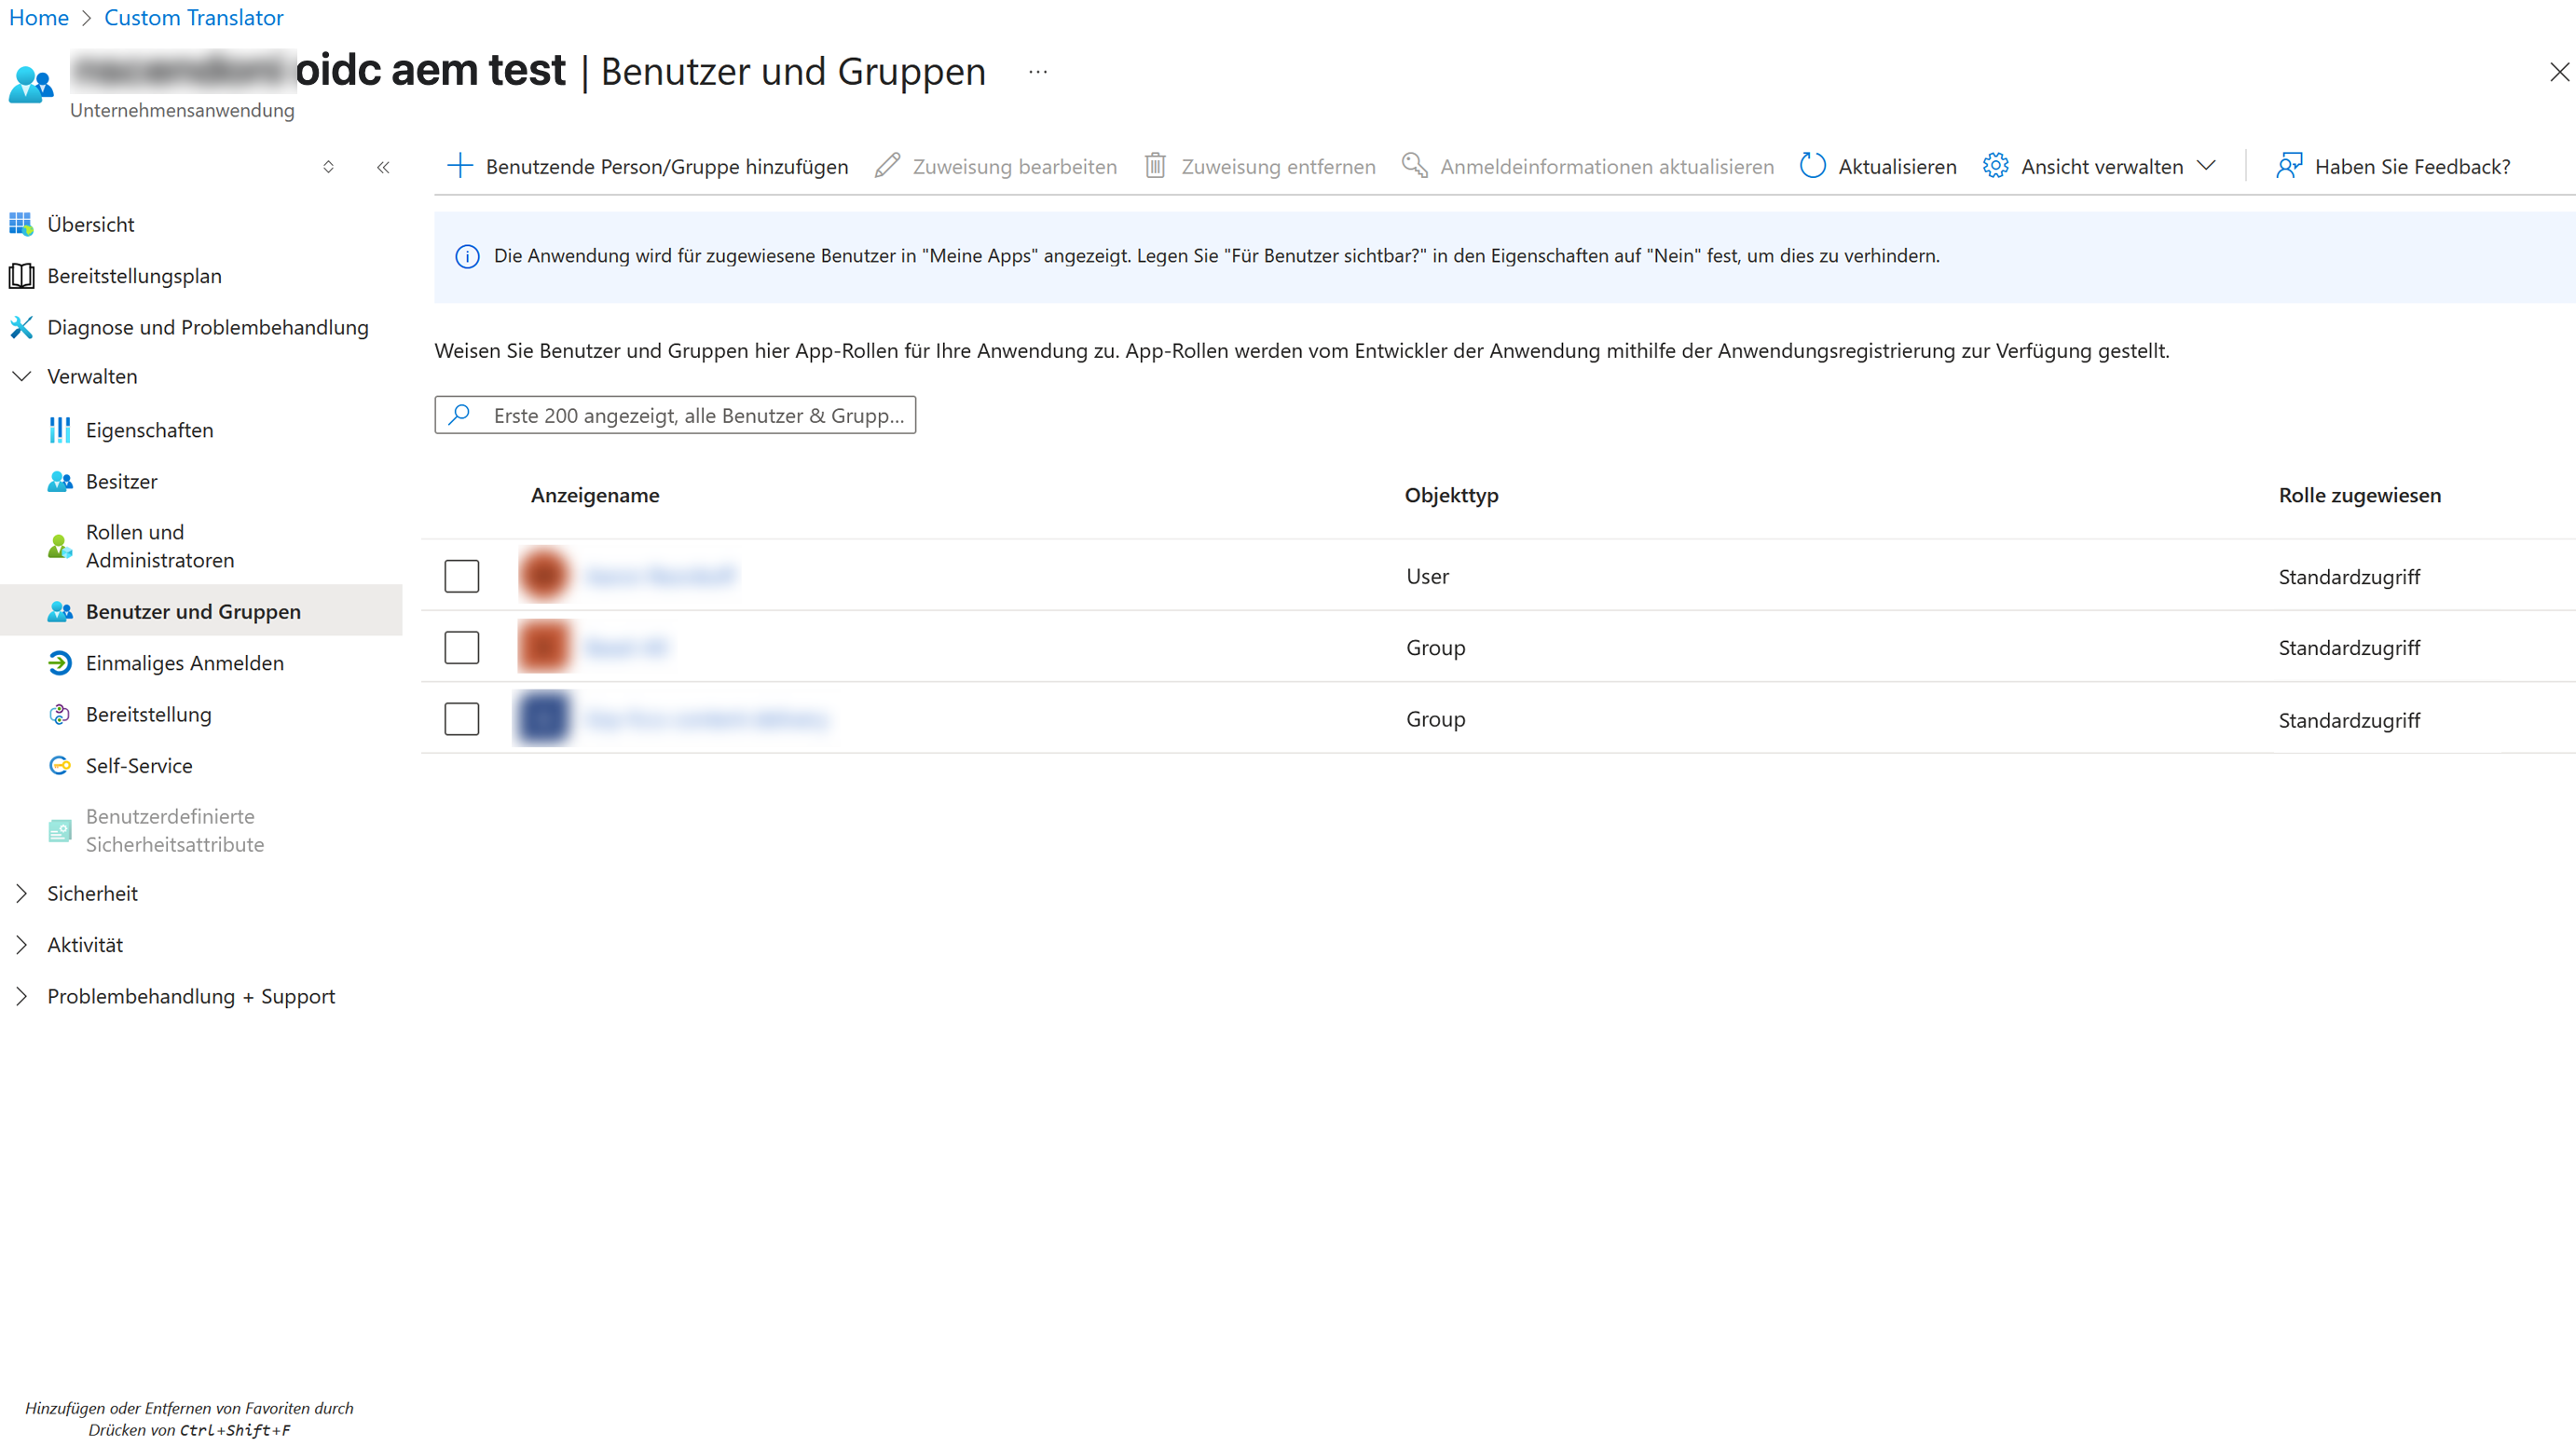 Home > Custom Translator
oidc aem test | Benutzer und Gruppen ...
Unternehmensanwendung
Benutzende Person/Gruppe hinzufügen Zuweisung bearbeiten Zuweisung entfernen Anmeldeinformationen aktualisieren Aktualisieren Ansicht verwalten Haben Sie Feedback?
Übersicht
Bereitstellungsplan
Diagnose und Problembehandlung
Verwalten
Eigenschaften
Besitzer
Rollen und
Administratoren
Benutzer und Gruppen
Einmaliges Anmelden
Bereitstellung
Self-Service
Benutzerdefinierte
Sicherheitsattribute
Sicherheit
Aktivität
Problembehandlung + Support
Hinzufügen oder Entfernen von Favoriten durch
Drücken von Ctrl+Shift+F
Die Anwendung wird für zugewiesene Benutzer in "Meine Apps" angezeigt. Legen Sie "Für Benutzer sichtbar?" in den Eigenschaften auf "Nein" fest, um dies zu verhindern.
Weisen Sie Benutzer und Gruppen hier App-Rollen für Ihre Anwendung zu. App-Rollen werden vom Entwickler der Anwendung mithilfe der Anwendungsregistrierung zur Verfügung gestellt.
Erste 200 angezeigt, alle Benutzer & Grupp...
Anzeigename Objekttyp Rolle zugewiesen
User Standardzugriff
Group Standardzugriff
Group Standardzugriff